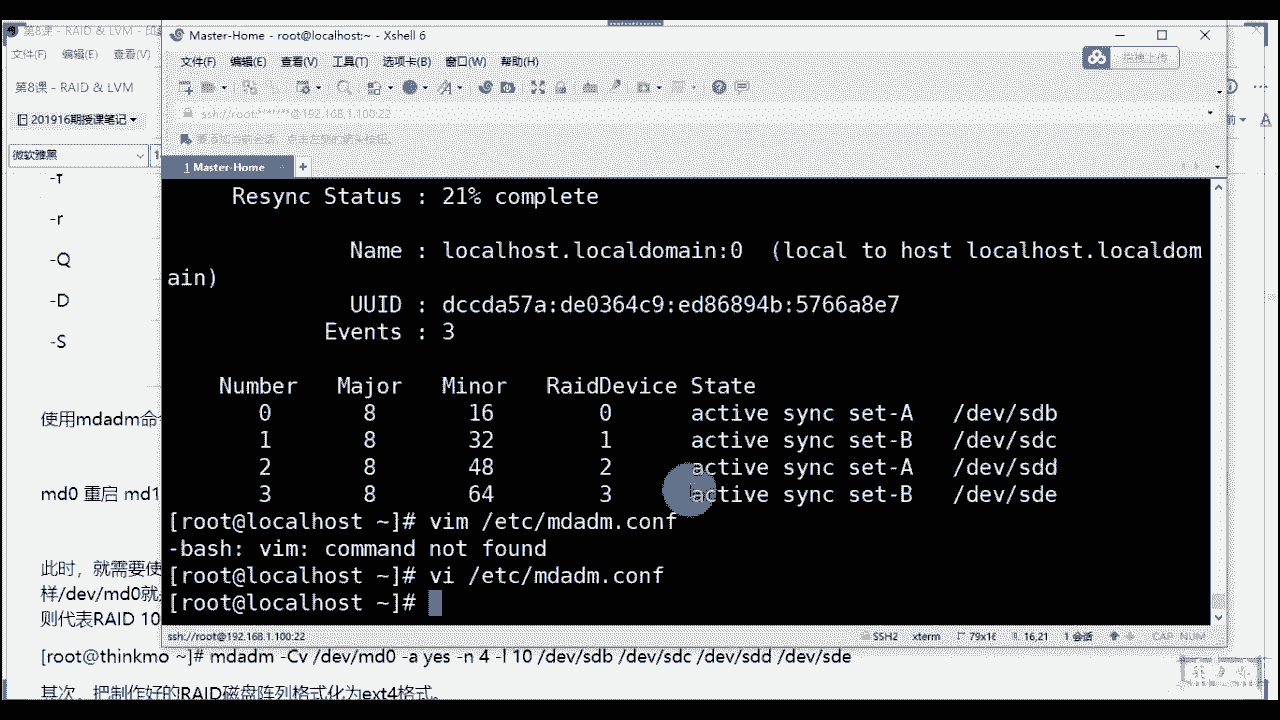 第8课 - RAID & LVM - 印
文件(F) 编辑(E) 查看(V)
第8课 - RAID & LVM
201916期授课笔记
微软雅黑
-r
-Q
-D
-S
使用mdadm命令
md0 重启 md1
此时，就需要使
样/dev/md0就
则代表RAID 10
[root@thinkmo ~]# mdadm -Cv /dev/md0 -a yes -n 4 -l 10 /dev/sdb /dev/sdc /dev/sdd /dev/sde
其次，把制作好的RAID磁盘阵列格式化为ext4格式。
Master-Home - root@localhost:~ - Xshell 6
文件(F) 编辑(E) 查看(V) 工具(T) 选项卡(B) 窗口(W) 帮助(H)
拖拽上传
ssh://root:*******@192.168.1.100:22
要添加当前会话，点击左侧的箭头按钮。
1 Master-Home
Resync Status : 21% complete
Name : localhost.localdomain:0 (local to host localhost.localdom
ain)
UUID : dccda57a:de0364c9:ed86894b:5766a8e7
Events : 3
Number Major Minor RaidDevice State
0 8 16 0 active sync set-A /dev/sdb
1 8 32 1 active sync set-B /dev/sdc
2 8 48 2 active sync set-A /dev/sdd
3 8 64 3 active sync set-B /dev/sde
[root@localhost ~]# vim /etc/mdadm.conf
-bash: vim: command not found
[root@localhost ~]# vi /etc/mdadm.conf
[root@localhost ~]#
ssh://root@192.168.1.100:22 SSH2 xterm 79x16 16,21 1 会话 CAP NUM